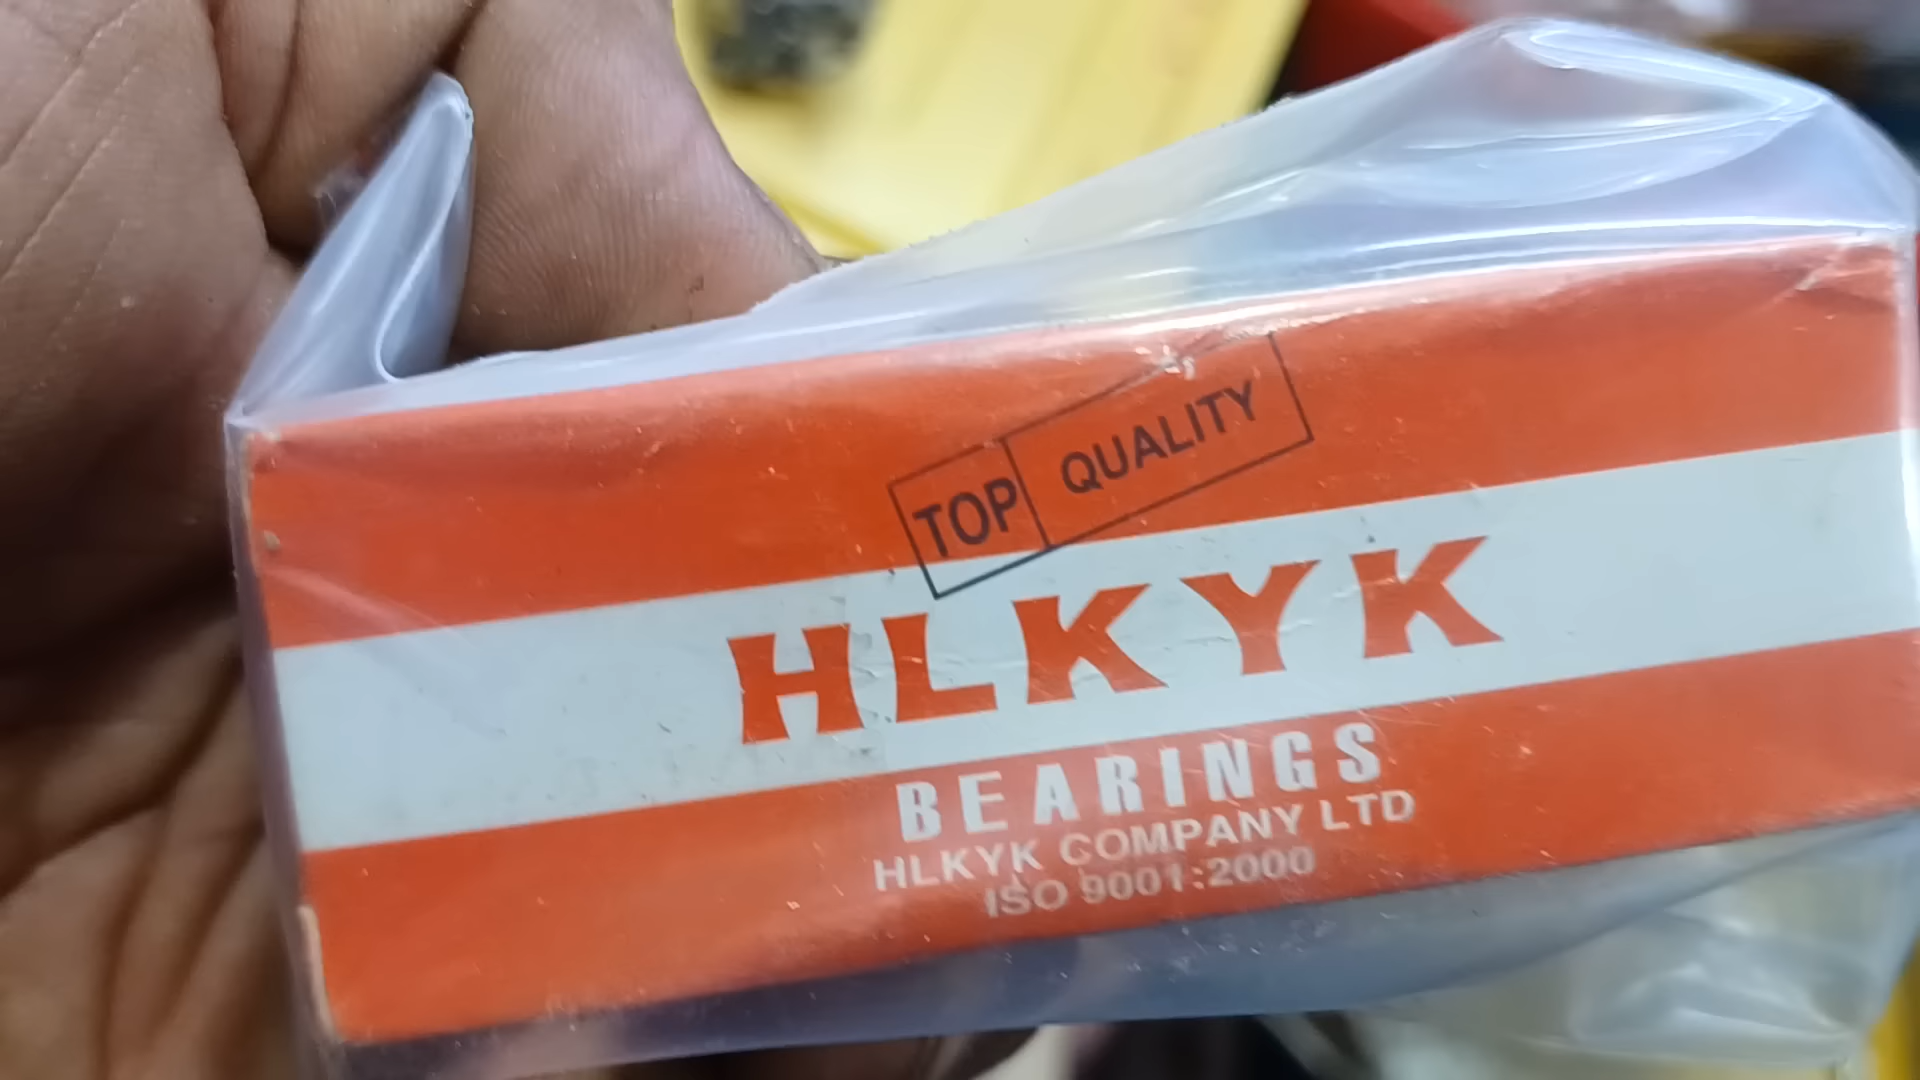 TOP QUALITY
HLKYK
BEARINGS
HLKYK COMPANY LTD
ISO 9001:2000